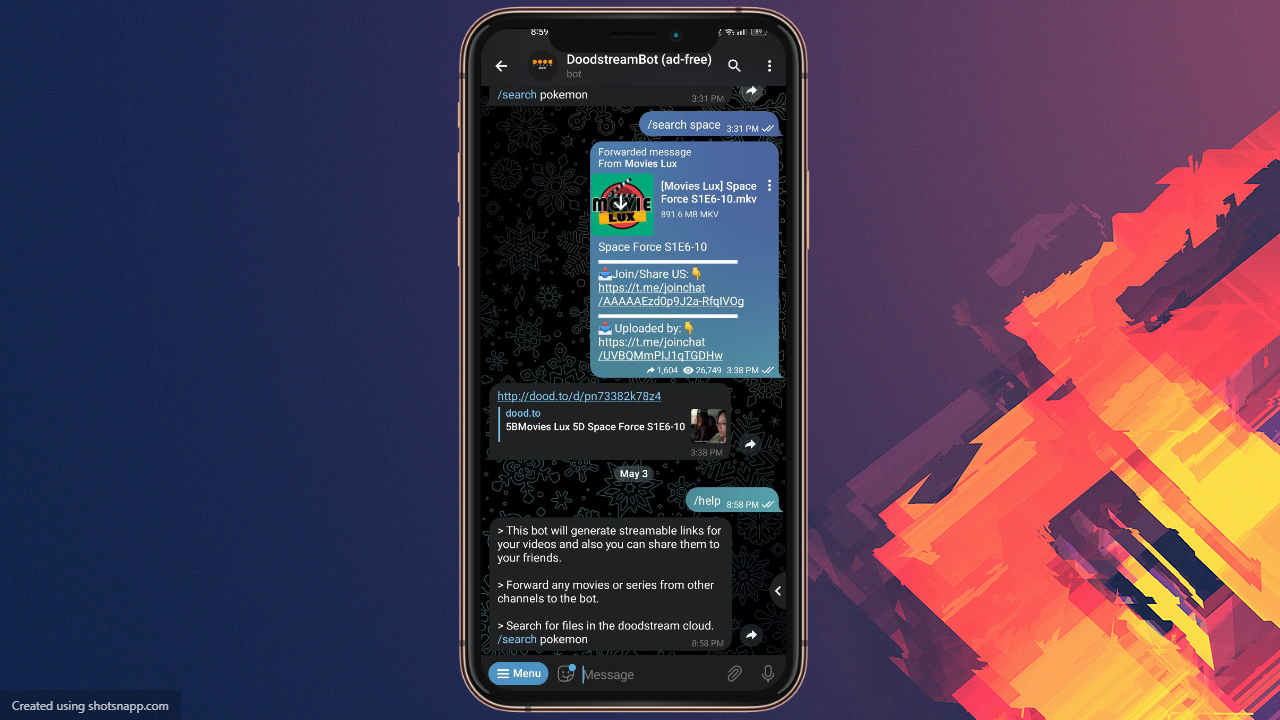 8:59
89
DoodstreamBot (ad-free)
bot
/search pokemon
3:31 PM
/search space 3:31 PM
Forwarded message
From Movies Lux
MOVIE
LUX
[Movies Lux] Space
Force S1E6-10.mkv
891.6 MB MKV
Space Force S1E6-10
📥Join/Share US:👇
https://t.me/joinchat
/AAAAAEzd0p9J2a-RfqIVOg
📥 Uploaded by:👇
https://t.me/joinchat
/UVBQMmPIJ1qTGDHw
1,604 26,749 3:38 PM
http://dood.to/d/pn73382k78z4
dood.to
5BMovies Lux 5D Space Force S1E6-10
3:38 PM
May 3
/help 8:58 PM
> This bot will generate streamable links for
your videos and also you can share them to
your friends.
> Forward any movies or series from other
channels to the bot.
> Search for files in the doodstream cloud.
/search pokemon
8:58 PM
Menu
Message
Created using shotsnapp.com